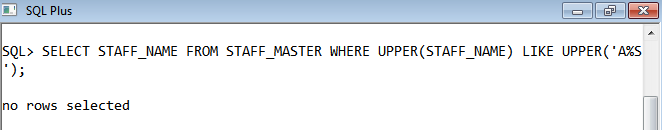 SQL Plus
SQL> SELECT STAFF_NAME FROM STAFF_MASTER WHERE UPPER(STAFF_NAME) LIKE UPPER('A%S
');
no rows selected